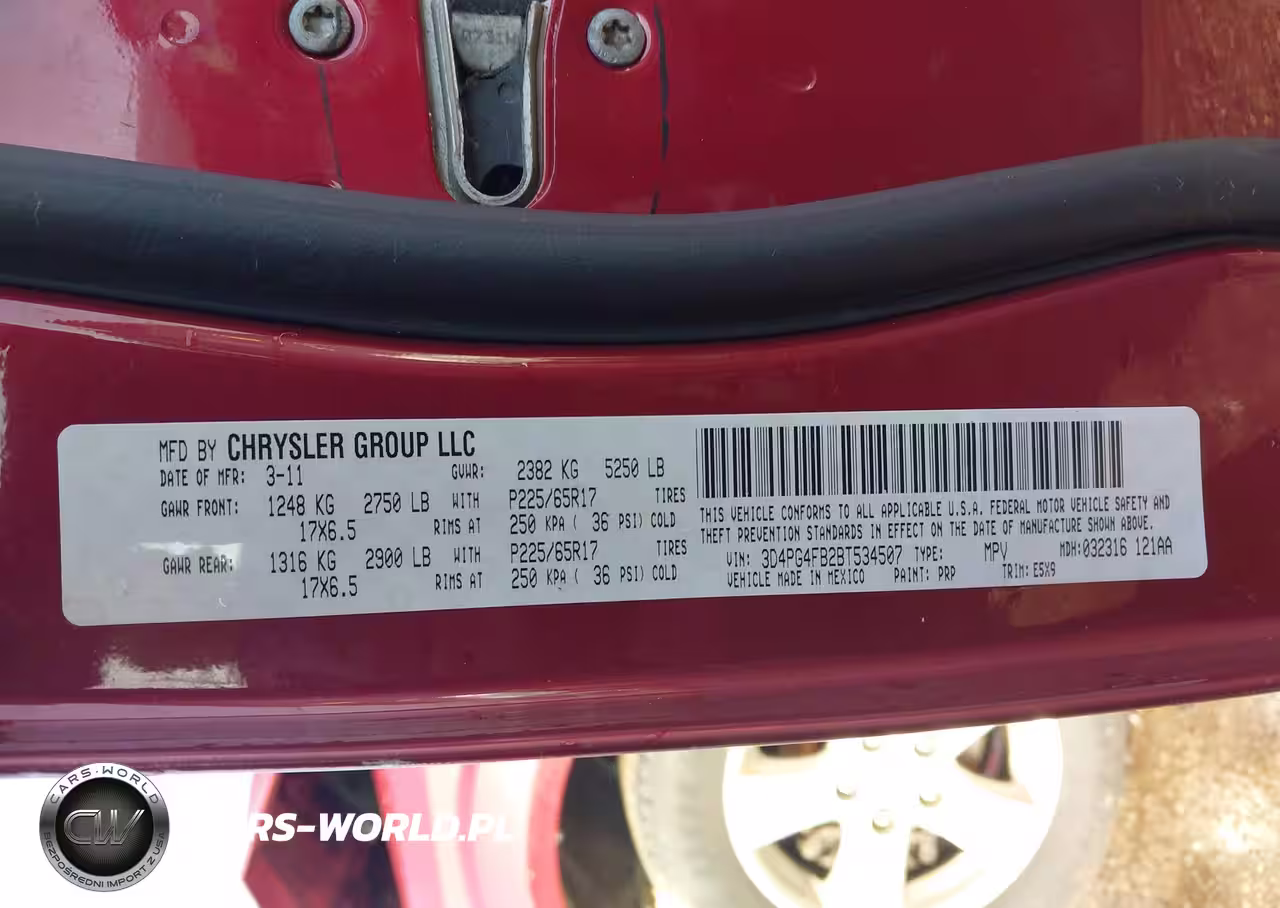 MFD BY CHRYSLER GROUP LLC
DATE OF MFR: 3-11 GVWR: 2382 KG 5250 LB
GAWR FRONT: 1248 KG 2750 LB WITH P225/65R17 TIRES
17X6.5 RIMS AT 250 KPA ( 36 PSI) COLD
GAWR REAR: 1316 KG 2900 LB WITH P225/65R17 TIRES
17X6.5 RIMS AT 250 KPA ( 36 PSI) COLD
THIS VEHICLE CONFORMS TO ALL APPLICABLE U.S.A. FEDERAL MOTOR VEHICLE SAFETY AND
THEFT PREVENTION STANDARDS IN EFFECT ON THE DATE OF MANUFACTURE SHOWN ABOVE.
VIN: 3D4PG4FB2BT534507 TYPE: MPV MDH:032316 121AA
VEHICLE MADE IN MEXICO PAINT: PRP TRIM: E5X9
CARS-WORLD
CW
BEZPOŚREDNI IMPORT Z USA
RS-WORLD.PL